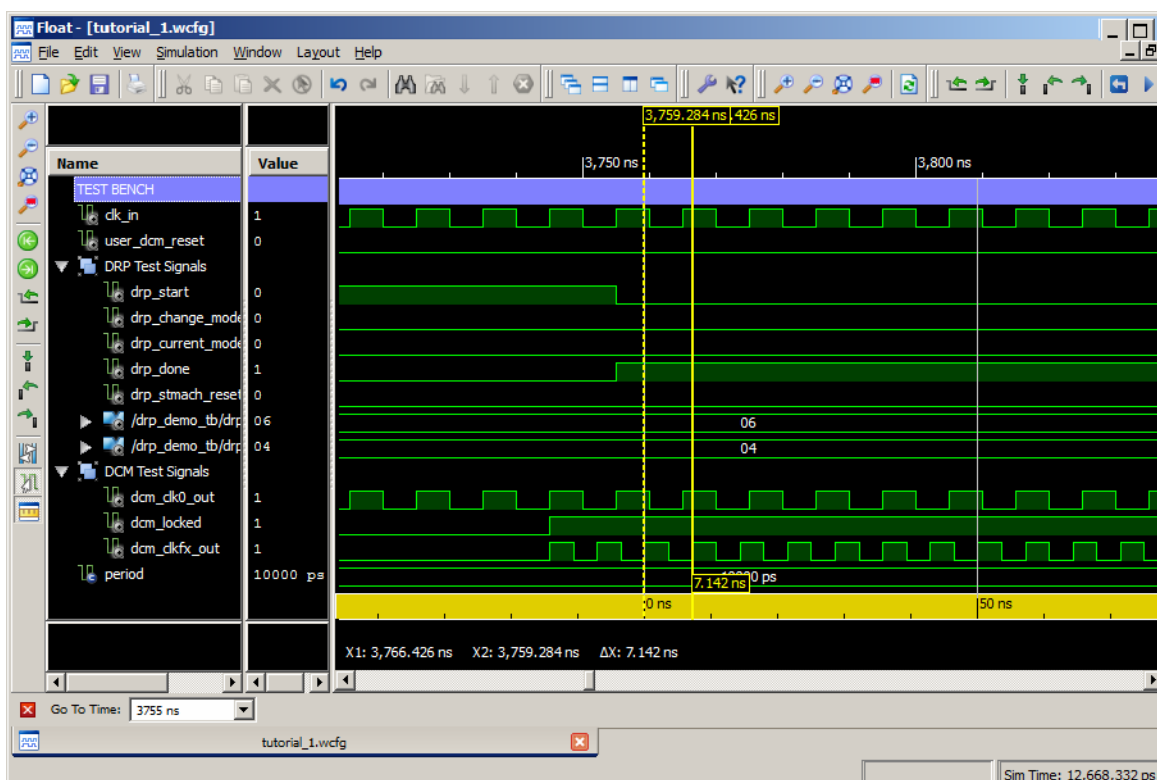 Float - [tutorial_1.wcfg]
File Edit View Simulation Window Layout Help
3,759.284 ns .426 ns
Name Value 3,750 ns 3,800 ns
TEST BENCH
clk_in 1
user_dcm_reset 0
DRP Test Signals
drp_start 0
drp_change_mode 0
drp_current_mode 0
drp_done 1
drp_stmach_reset 0
/drp_demo_tb/drp 06 06
/drp_demo_tb/drp 04 04
DCM Test Signals
dcm_clk0_out 1
dcm_locked 1
dcm_clkfx_out 1
period 10000 ps ps
7.142 ns
0 ns 50 ns
X1: 3,766.426 ns X2: 3,759.284 ns ΔX: 7.142 ns
Go To Time: 3755 ns
tutorial_1.wcfg
Sim Time: 12,668,332 ps